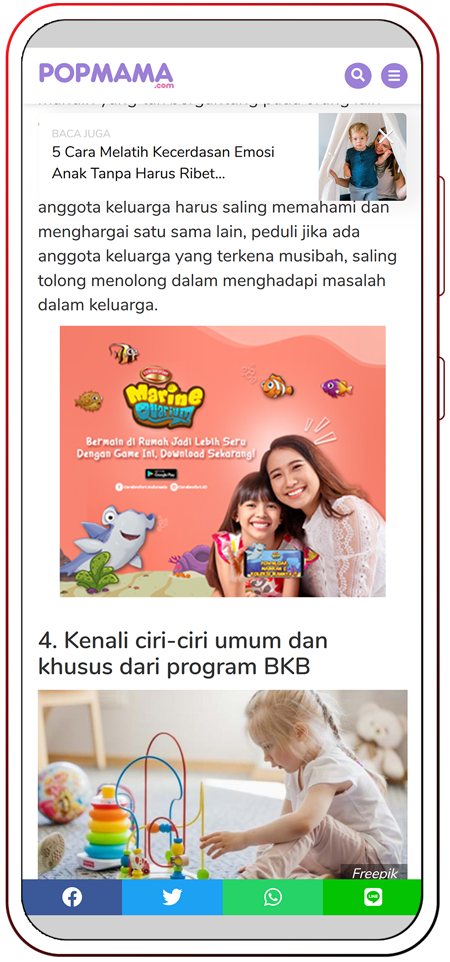 POPMAMA
.com
BACA JUGA
5 Cara Melatih Kecerdasan Emosi
Anak Tanpa Harus Ribet...
anggota keluarga harus saling memahami dan
menghargai satu sama lain, peduli jika ada
anggota keluarga yang terkena musibah, saling
tolong menolong dalam menghadapi masalah
dalam keluarga.
Marine
Quarium
Bermain di Rumah Jadi Lebih Seru
Dengan Game Ini, Download Sekarang!
Google Play
4. Kenali ciri-ciri umum dan
khusus dari program BKB
Freepik
LINE